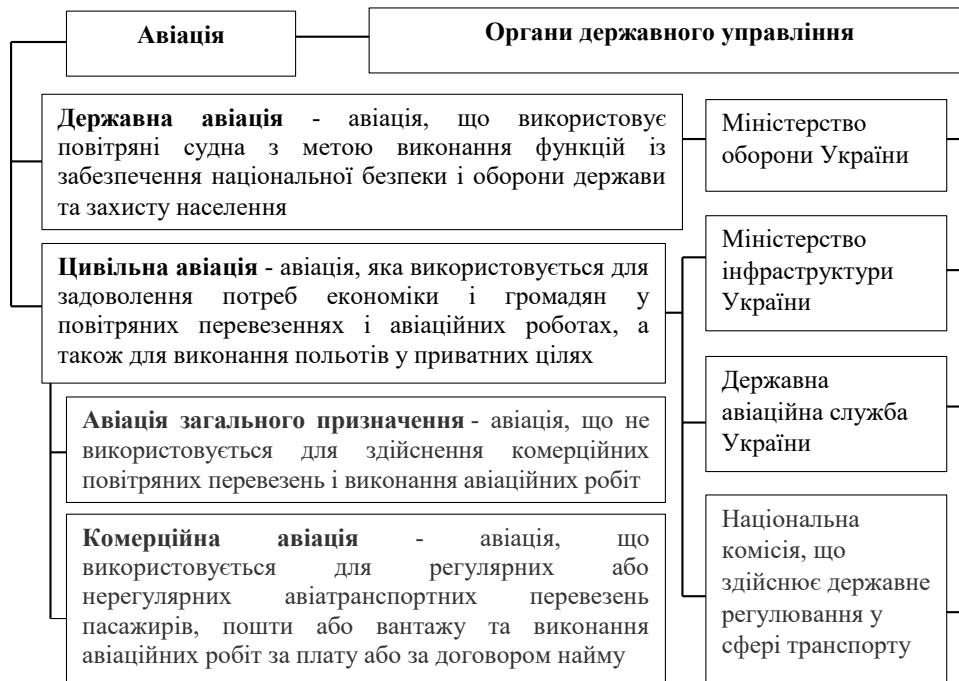 Авіація
Органи державного управління
Державна авіація - авіація, що використовує
повітряні судна з метою виконання функцій із
забезпечення національної безпеки і оборони держави
та захисту населення
Міністерство
оборони України
Цивільна авіація - авіація, яка використовується для
задоволення потреб економіки і громадян у
повітряних перевезеннях і авіаційних роботах, а
також для виконання польотів у приватних цілях
Міністерство
інфраструктури
України
Авіація загального призначення - авіація, що не
використовується для здійснення комерційних
повітряних перевезень і виконання авіаційних робіт
Державна
авіаційна служба
України
Комерційна авіація - авіація, що
використовується для регулярних або
нерегулярних авіатранспортних перевезень
пасажирів, пошти або вантажу та виконання
авіаційних робіт за плату або за договором найму
Національна
комісія, що
здійснює державне
регулювання у
сфері транспорту